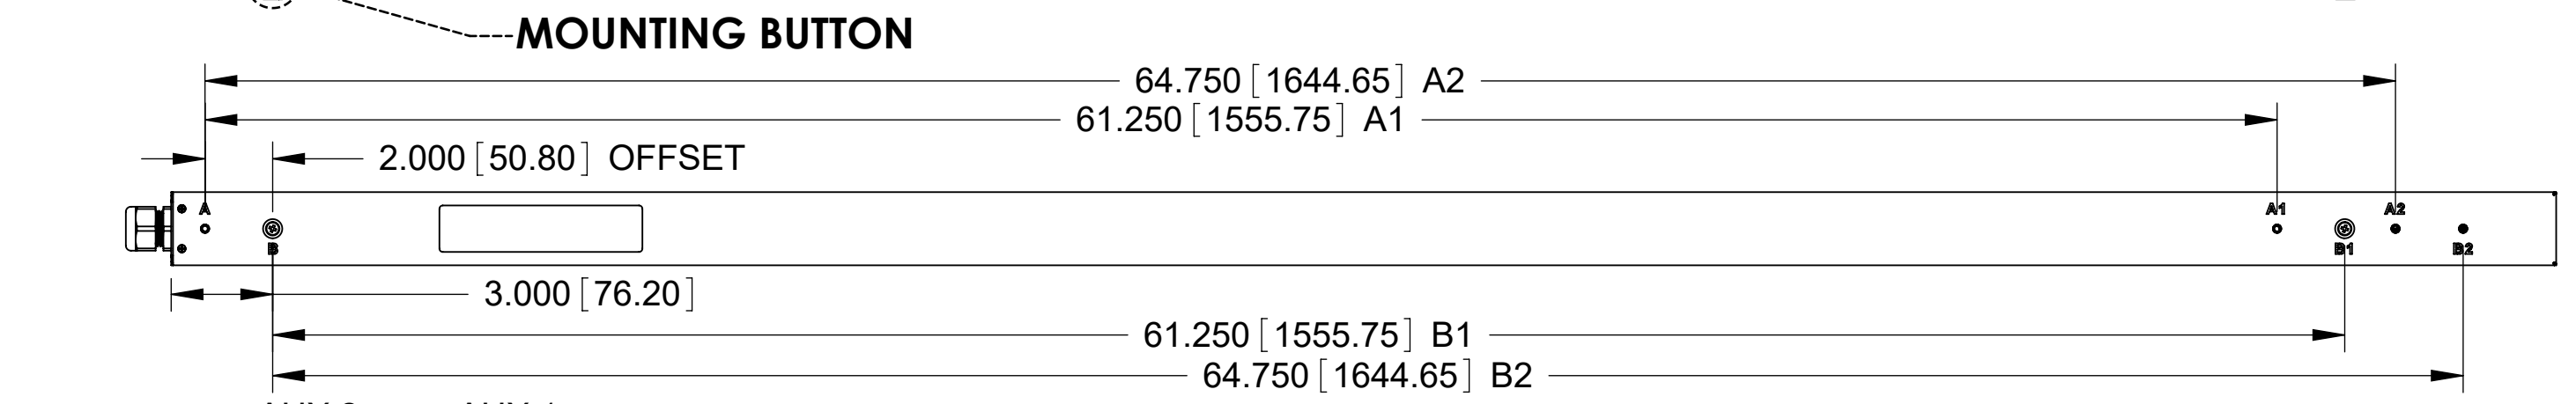 MOUNTING BUTTON
64.750 [1644.65] A2
61.250 [1555.75] A1
2.000 [50.80] OFFSET
A
A1
A2
B
B1
B2
3.000 [76.20]
61.250 [1555.75] B1
64.750 [1644.65] B2